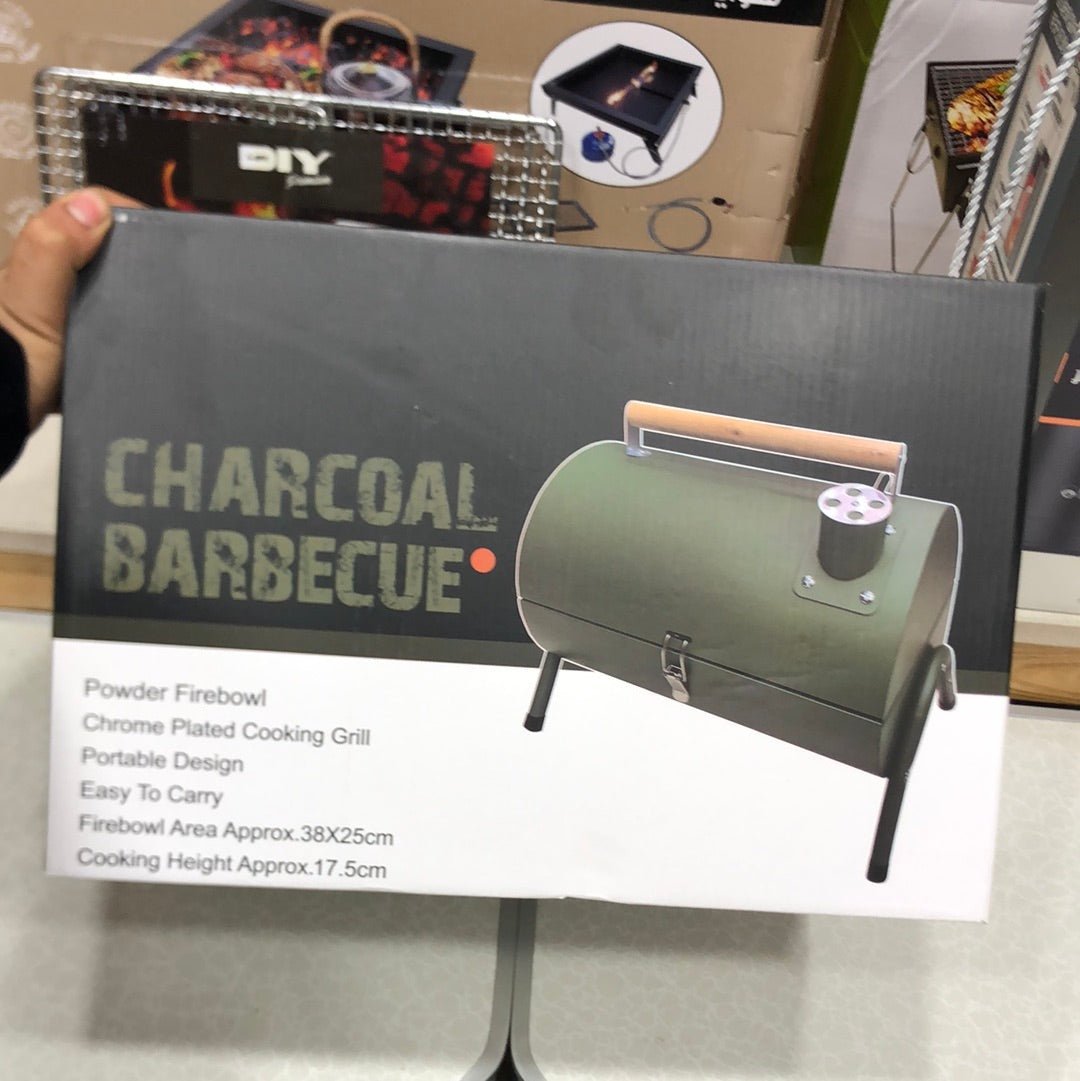 DIY
CHARCOAL
BARBECUE
Powder Firebowl
Chrome Plated Cooking Grill
Portable Design
Easy To Carry
Firebowl Area Approx.38X25cm
Cooking Height Approx.17.5cm